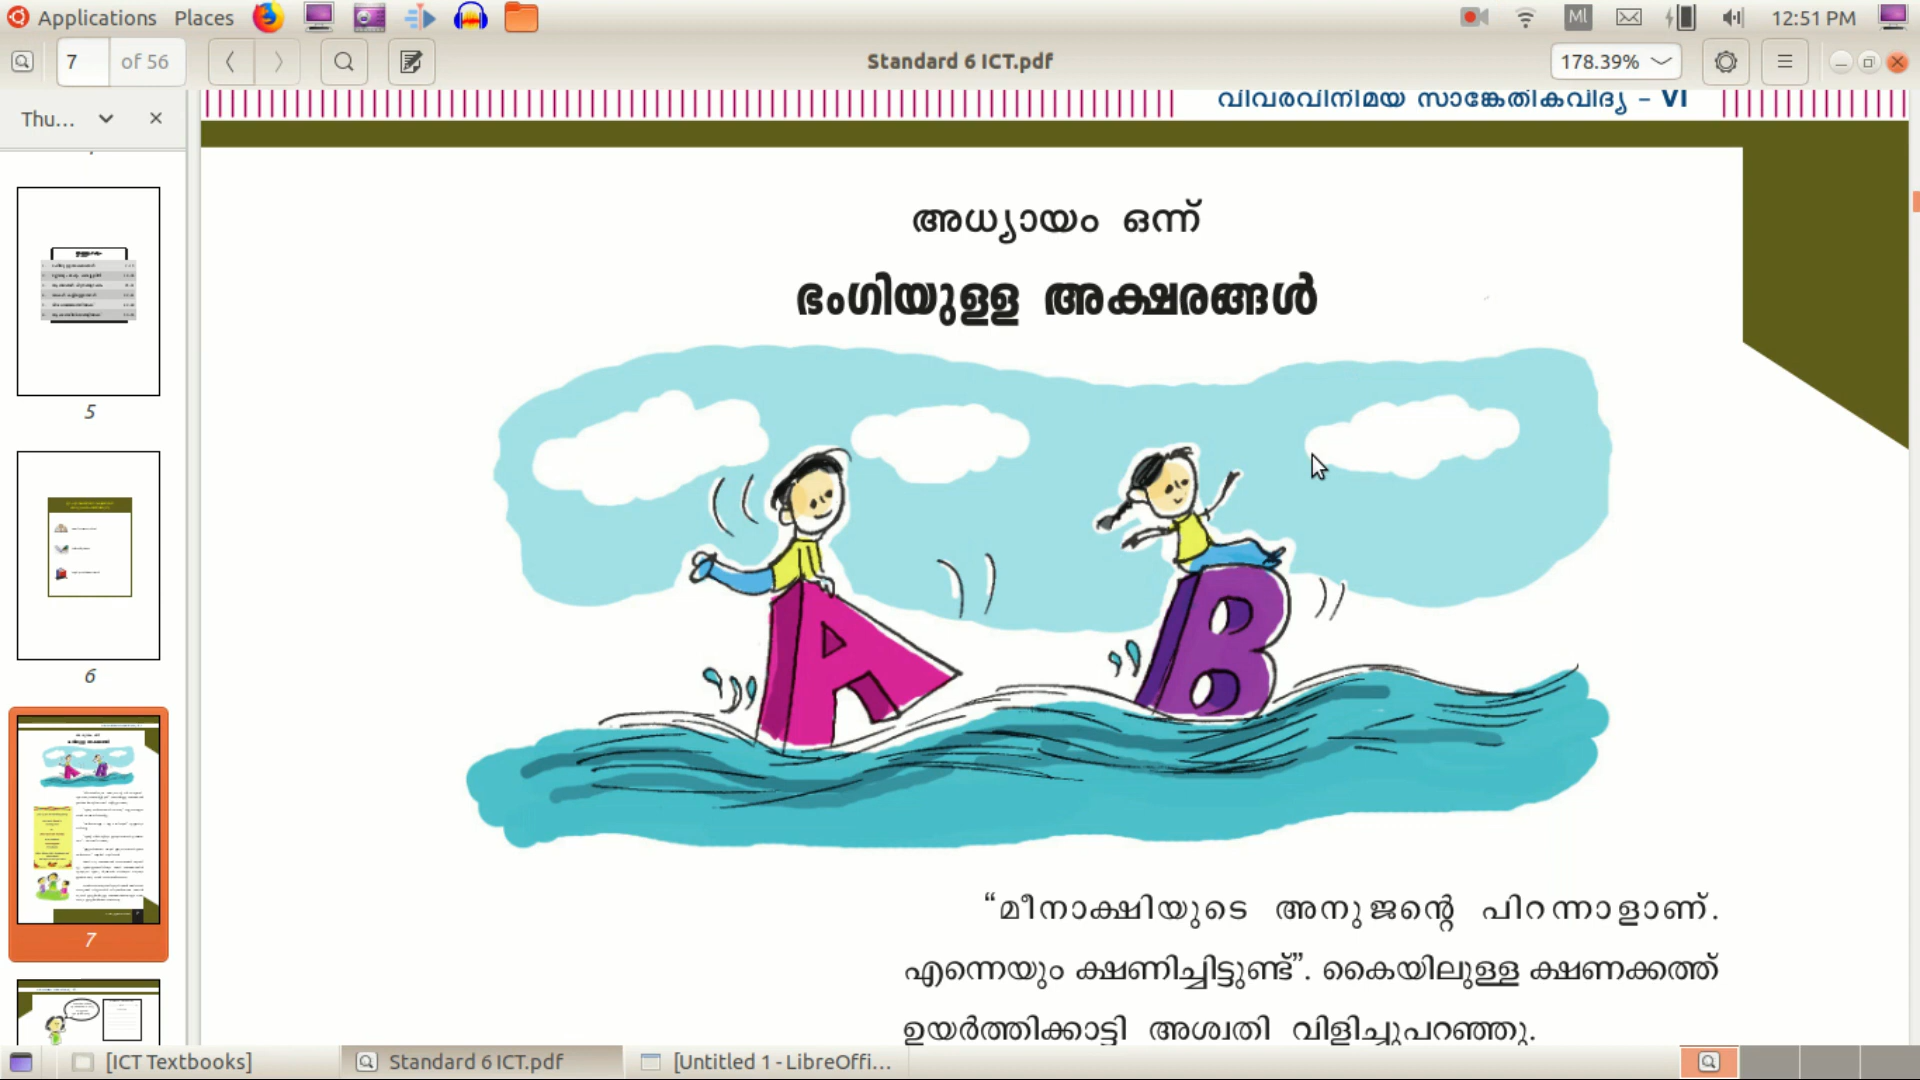 Applications Places Ml 12:51 PM
7 of 56 Standard 6 ICT.pdf 178.39%
Thu...
5
6
7
വിവരവിനിമയ സാങ്കേതികവിദ്യ – VI
അധ്യായം ഒന്ന്
ഭംഗിയുള്ള അക്ഷരങ്ങൾ
A B
“മീനാക്ഷിയുടെ അനുജന്റെ പിറന്നാളാണ്.
എന്നെയും ക്ഷണിച്ചിട്ടുണ്ട്”. കൈയിലുള്ള ക്ഷണക്കത്ത്
ഉയർത്തിക്കാട്ടി അശ്വതി വിളിച്ചുപറഞ്ഞു.
[ICT Textbooks] Standard 6 ICT.pdf [Untitled 1 - LibreOffi...